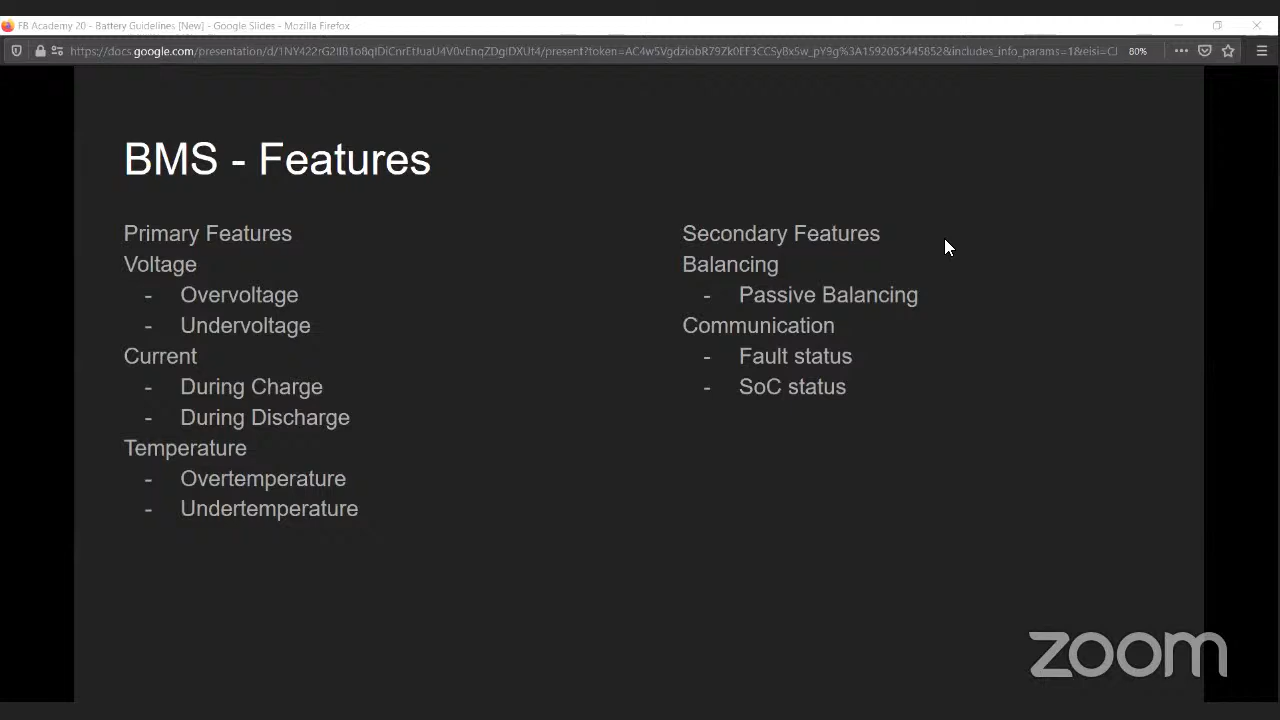 FB Academy 20 - Battery Guidelines [New] - Google Slides - Mozilla Firefox
80%
BMS - Features
Primary Features
Voltage
- Overvoltage
- Undervoltage
Current
- During Charge
- During Discharge
Temperature
- Overtemperature
- Undertemperature
Secondary Features
Balancing
- Passive Balancing
Communication
- Fault status
- SoC status
zoom